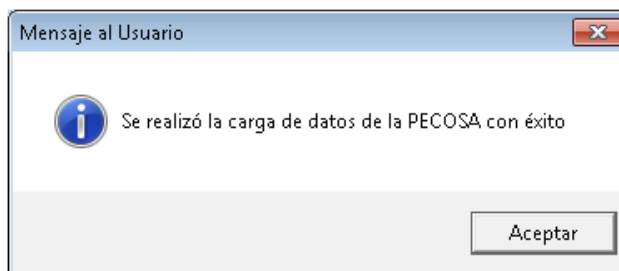 Mensaje al Usuario
Se realizó la carga de datos de la PECOSA con éxito
Aceptar